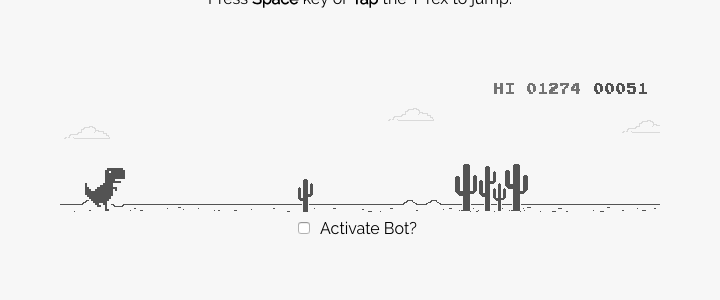 Press Space key or Tap the T-rex to jump.
HI 01274 00051
Activate Bot?